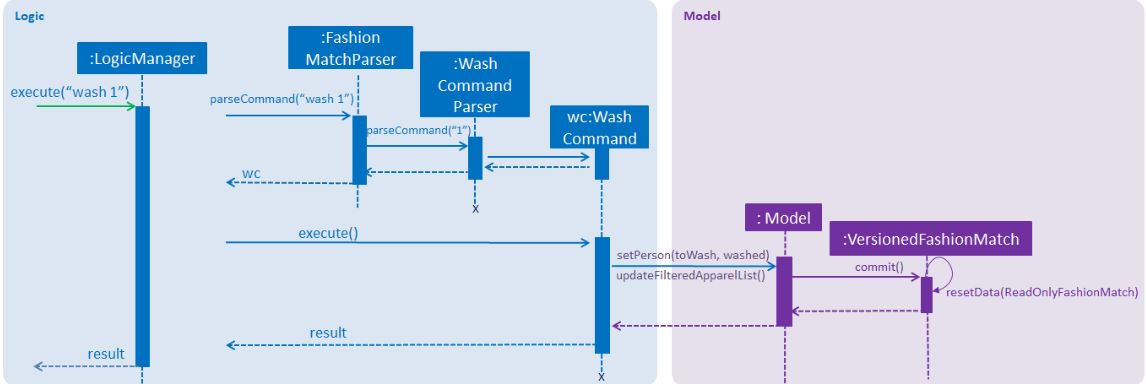 Logic
Model
:Fashion
MatchParser
:LogicManager
:Wash
Command
Parser
execute(“wash 1”)
parseCommand(“wash 1”)
wc:Wash
Command
parseCommand(“1”)
wc
X
: Model
:VersionedFashionMatch
execute()
setPerson(toWash, washed)
updateFilteredApparelList()
commit()
resetData(ReadOnlyFashionMatch)
result
result
X